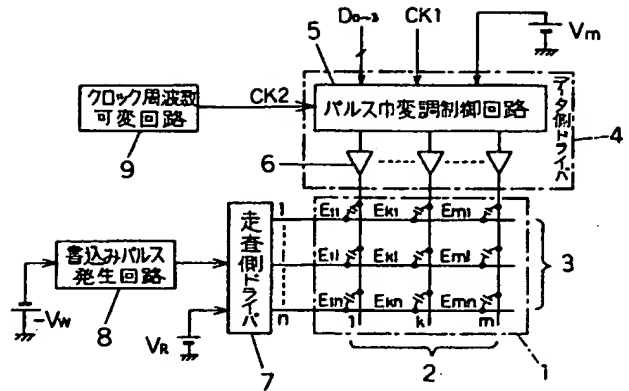 D₀~₃ CK1
Vm
5
クロック周波数
可変回路
CK2
パルス巾変調制御回路
データ側ドライバ
4
9
6
E11 Ek1 Em1
走査側ドライバ
1
n
E1l Ekl Eml
3
書込みパルス
発生回路
E1n Ekn Emn
-Vw
8
VR
1 k m
7
2
1